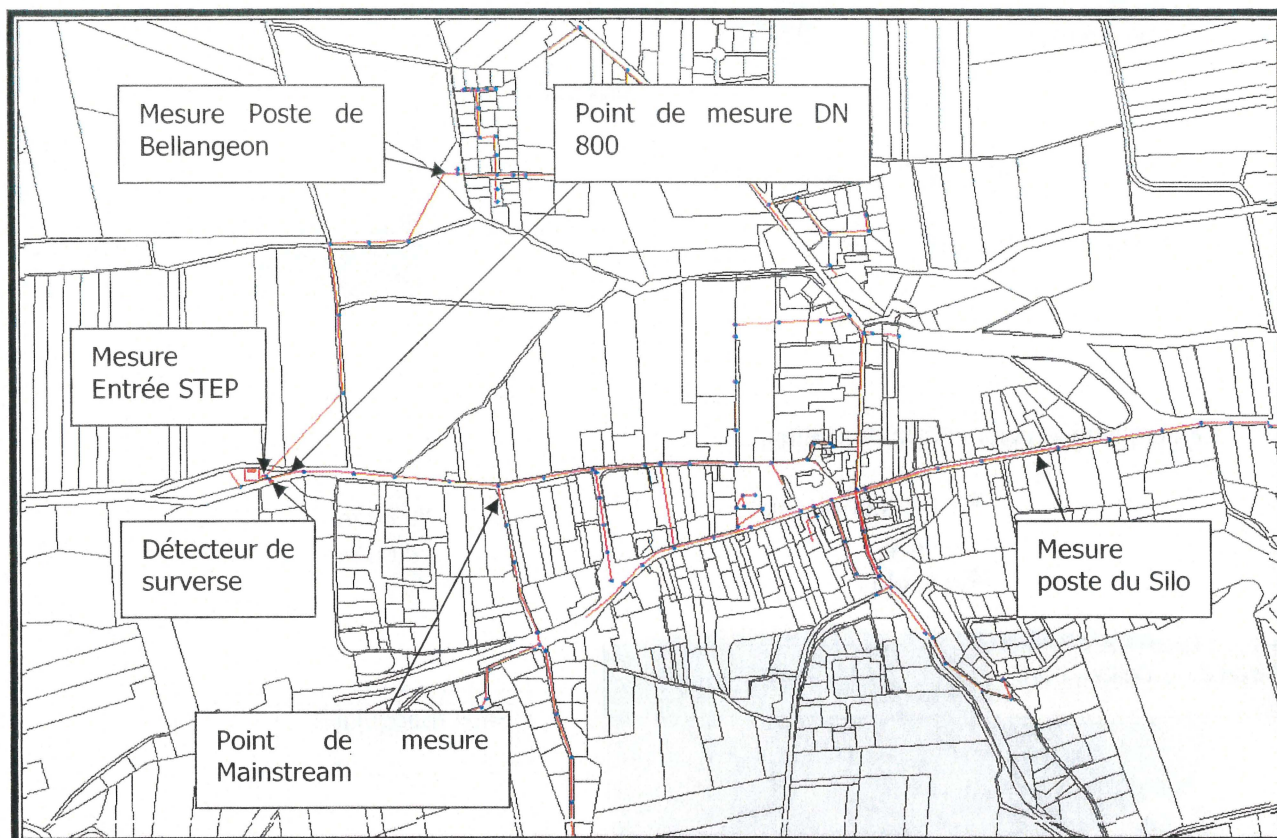 Mesure Poste de
Bellangeon
Point de mesure DN
800
Mesure
Entrée STEP
Détecteur de
surverse
Mesure
poste du Silo
Point de mesure
Mainstream